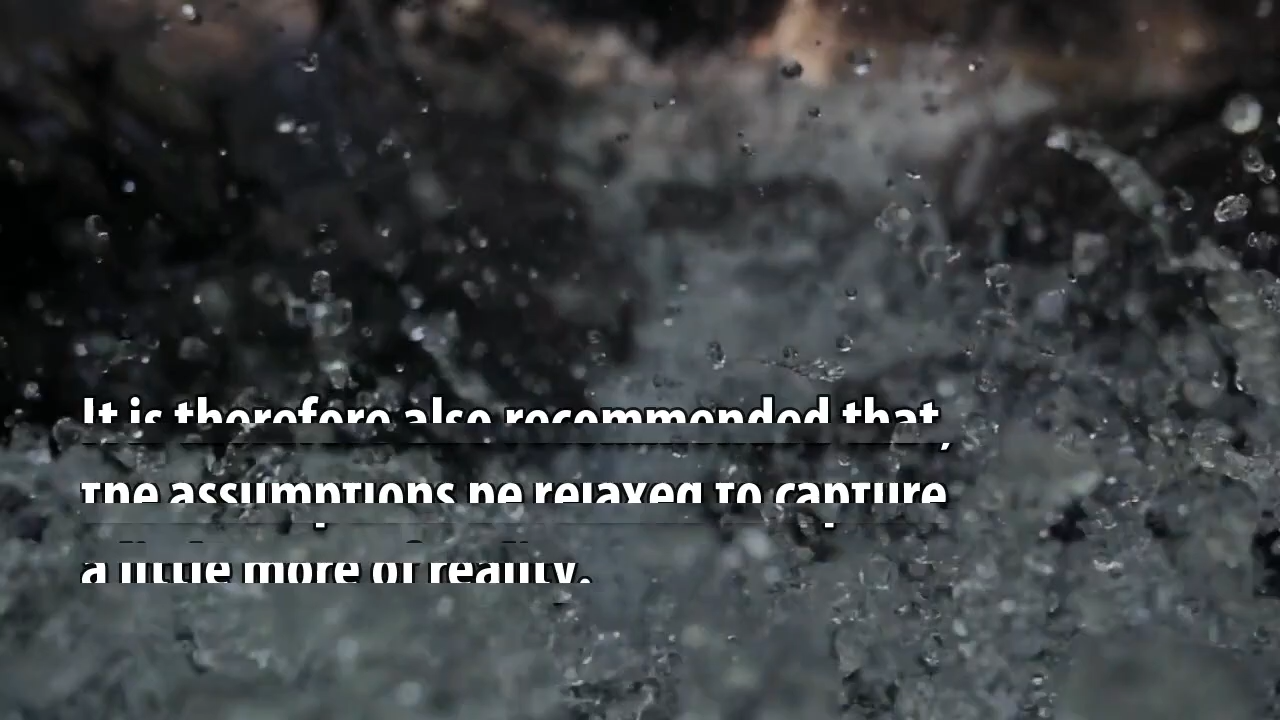 It is therefore also recommended that,
the assumptions be relaxed to capture
a little more of reality.